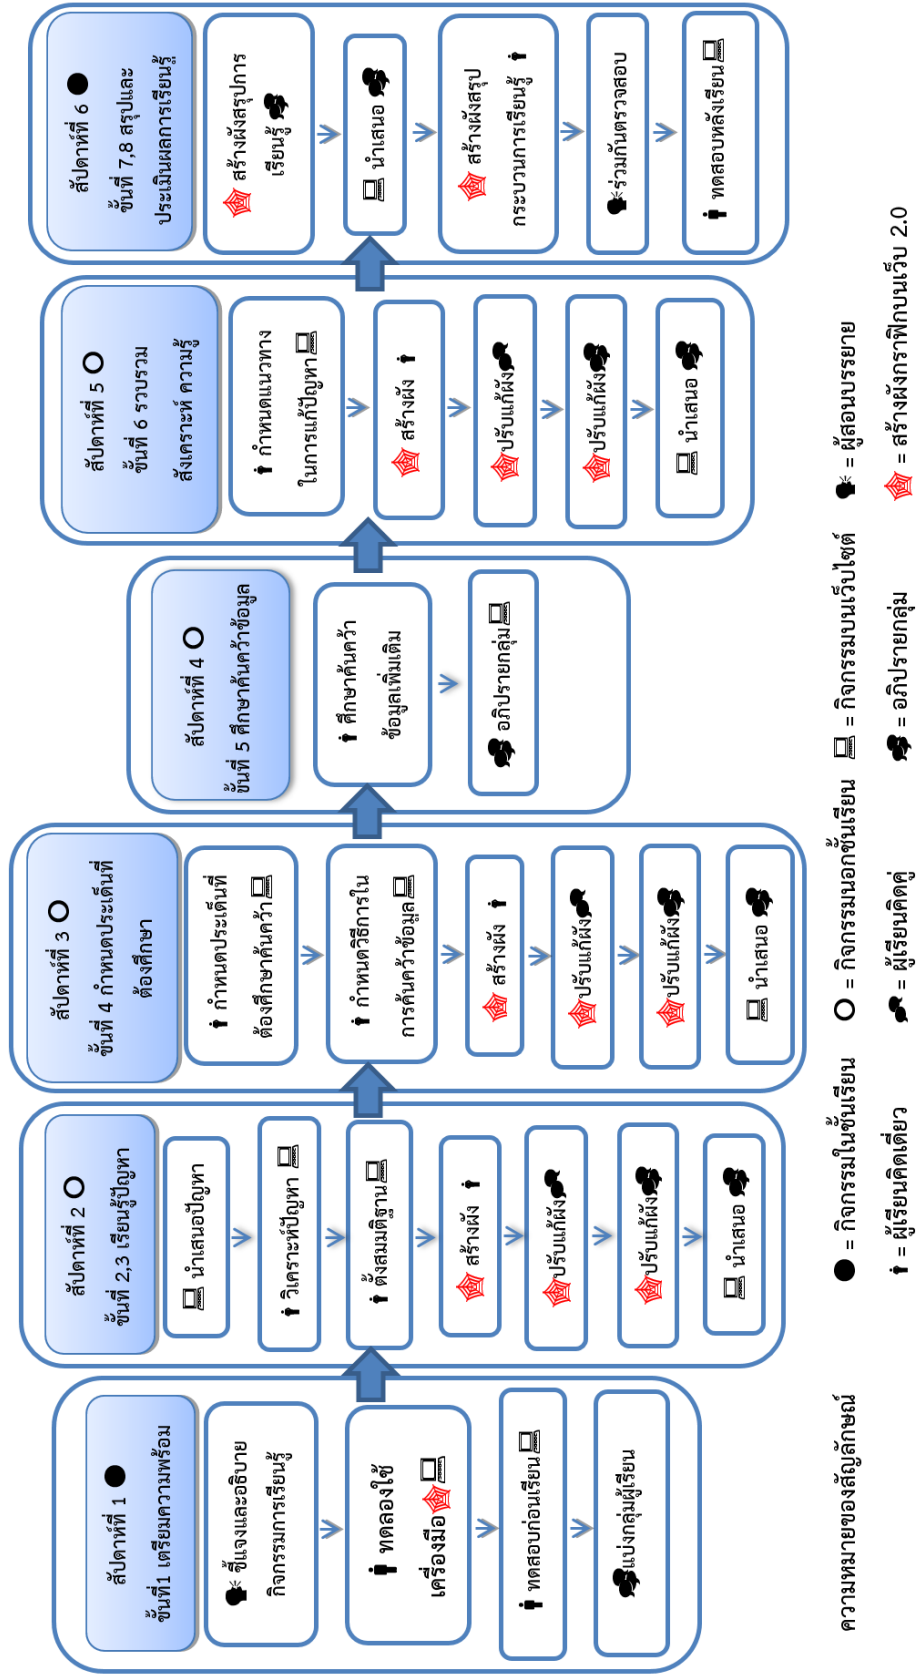 สัปดาห์ที่ 1
ขั้นที่1 เตรียมความพร้อม
ชี้แจงและอธิบาย
กิจกรรมการเรียนรู้
ทดลองใช้
เครื่องมือ
ทดสอบก่อนเรียน
แบ่งกลุ่มผู้เรียน
สัปดาห์ที่ 2
ขั้นที่ 2,3 เรียนรู้ปัญหา
นำเสนอปัญหา
วิเคราะห์ปัญหา
ตั้งสมมติฐาน
สร้างผัง
ปรับแก้ผัง
ปรับแก้ผัง
นำเสนอ
สัปดาห์ที่ 3
ขั้นที่ 4 กำหนดประเด็นที่
ต้องศึกษา
กำหนดประเด็นที่
ต้องศึกษาค้นคว้า
กำหนดวิธีการใน
การค้นคว้าข้อมูล
สร้างผัง
ปรับแก้ผัง
ปรับแก้ผัง
นำเสนอ
สัปดาห์ที่ 4
ขั้นที่ 5 ศึกษาค้นคว้าข้อมูล
ศึกษาค้นคว้า
ข้อมูลเพิ่มเติม
อภิปรายกลุ่ม
สัปดาห์ที่ 5
ขั้นที่ 6 รวบรวม
สังเคราะห์ ความรู้
กำหนดแนวทาง
ในการแก้ปัญหา
สร้างผัง
ปรับแก้ผัง
ปรับแก้ผัง
นำเสนอ
สัปดาห์ที่ 6
ขั้นที่ 7,8 สรุปและ
ประเมินผลการเรียนรู้
สร้างผังสรุปการ
เรียนรู้
นำเสนอ
สร้างผังสรุป
กระบวนการเรียนรู้
ร่วมกันตรวจสอบ
ทดสอบหลังเรียน
ความหมายของสัญลักษณ์
= กิจกรรมในชั้นเรียน
= กิจกรรมนอกชั้นเรียน
= กิจกรรมบนเว็บไซต์
= ผู้สอนบรรยาย
= ผู้เรียนคิดเดี่ยว
= ผู้เรียนคิดคู่
= อภิปรายกลุ่ม
= สร้างผังกราฟิกบนเว็บ 2.0